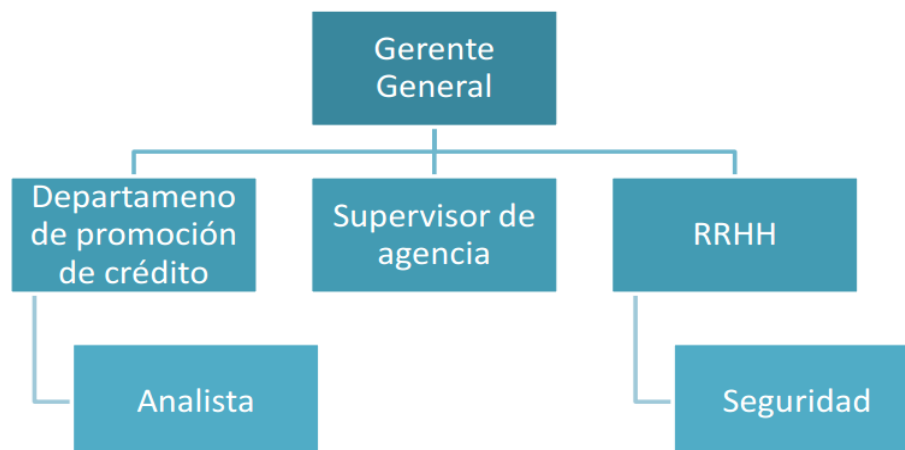 Gerente
General
Departameno
de promoción
de crédito
Supervisor de
agencia
RRHH
Analista
Seguridad